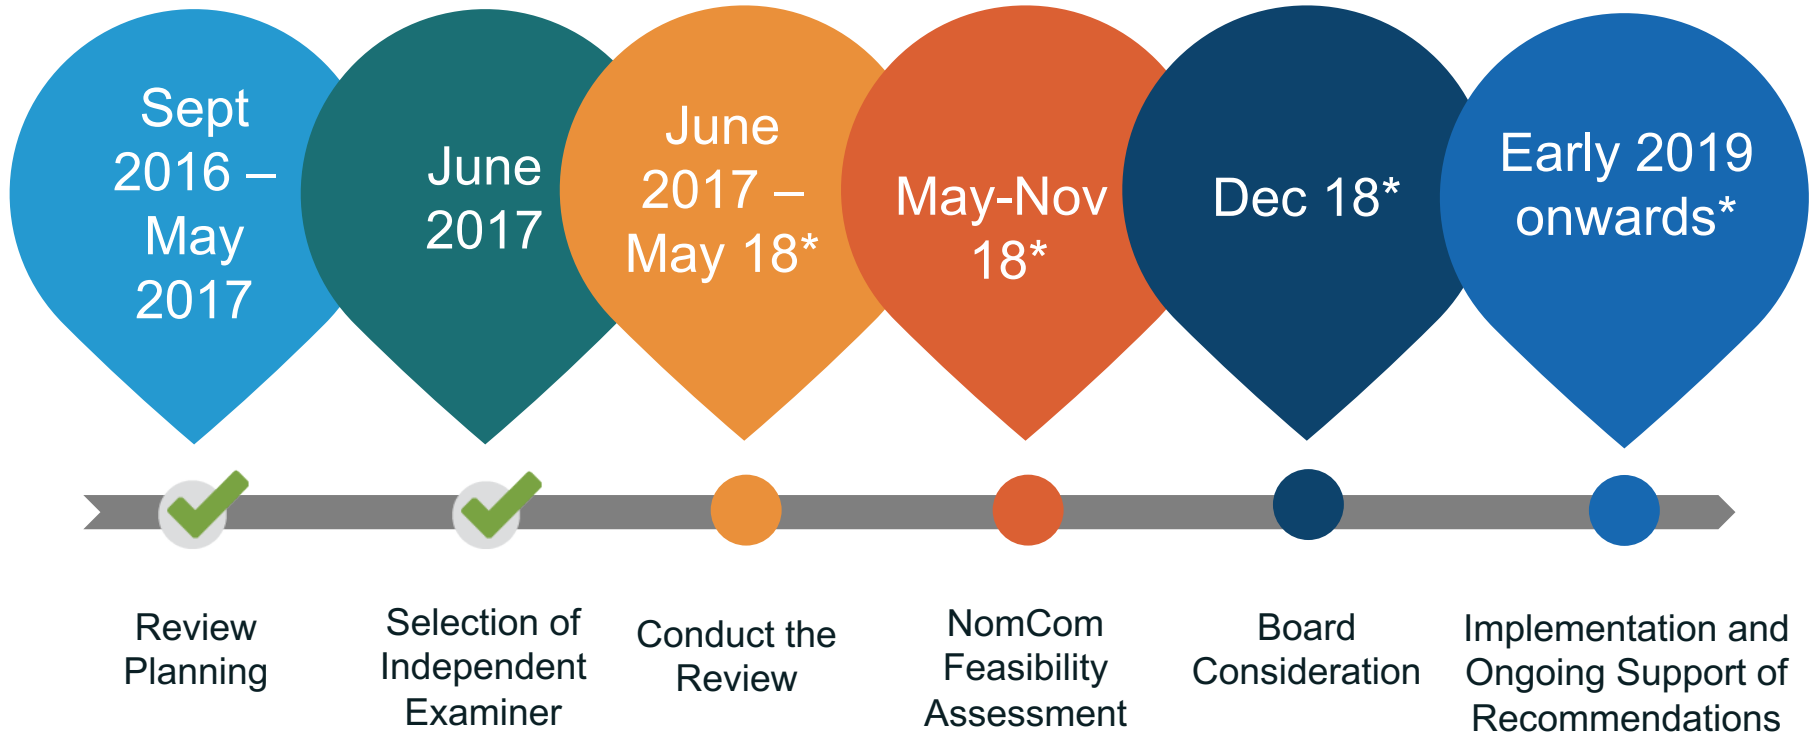 Sept
2016 –
May
2017
June
2017
June
2017 –
May 18*
May-Nov
18*
Dec 18*
Early 2019
onwards*
Review
Planning
Selection of
Independent
Examiner
Conduct the
Review
NomCom
Feasibility
Assessment
Board
Consideration
Implementation and
Ongoing Support of
Recommendations